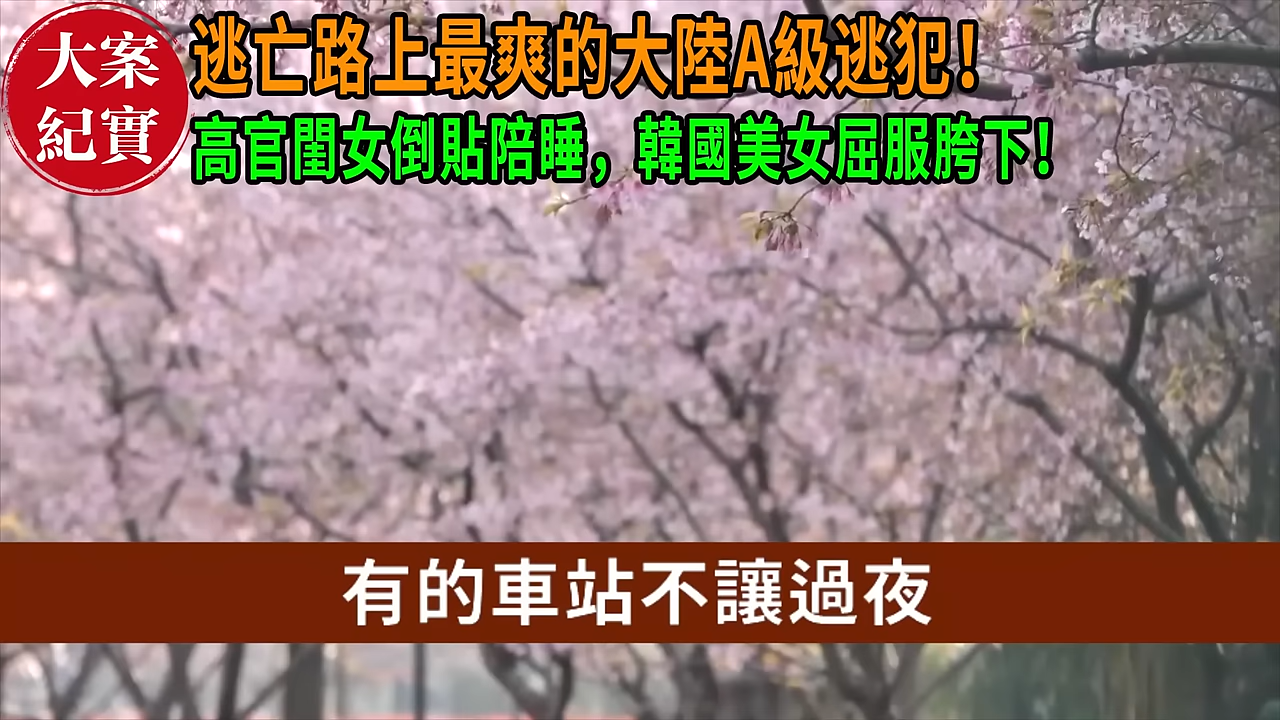 大案
紀實
逃亡路上最爽的大陸A級逃犯！
高官閨女倒貼陪睡，韓國美女屈服胯下！
有的車站不讓過夜